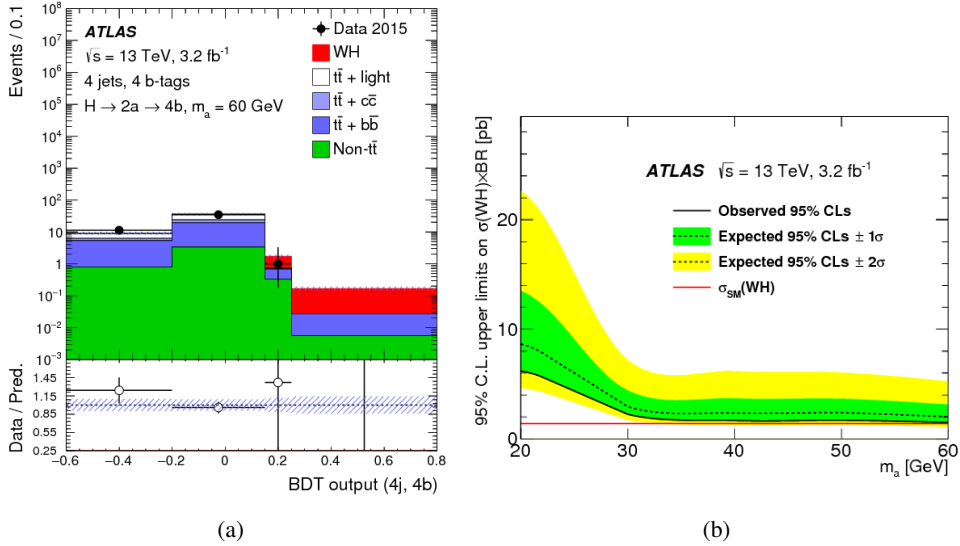 Events / 0.1
10⁸
10⁷
10⁶
10⁵
10⁴
10³
10²
10
1
10⁻¹
10⁻²
10⁻³
ATLAS
√s = 13 TeV, 3.2 fb⁻¹
4 jets, 4 b-tags
H → 2a → 4b, mₐ = 60 GeV
Data 2015
WH
tt̄ + light
tt̄ + cc̄
tt̄ + bb̄
Non-tt̄
Data / Pred.
1.45
1.15
0.85
0.55
0.25
−0.6 −0.4 −0.2 0 0.2 0.4 0.6 0.8
BDT output (4j, 4b)
(a)
95% C.L. upper limits on σ(WH)×BR [pb]
20
15
10
5
0
ATLAS √s = 13 TeV, 3.2 fb⁻¹
Observed 95% CLs
Expected 95% CLs ± 1σ
Expected 95% CLs ± 2σ
σSM(WH)
20 30 40 50 60
mₐ [GeV]
(b)